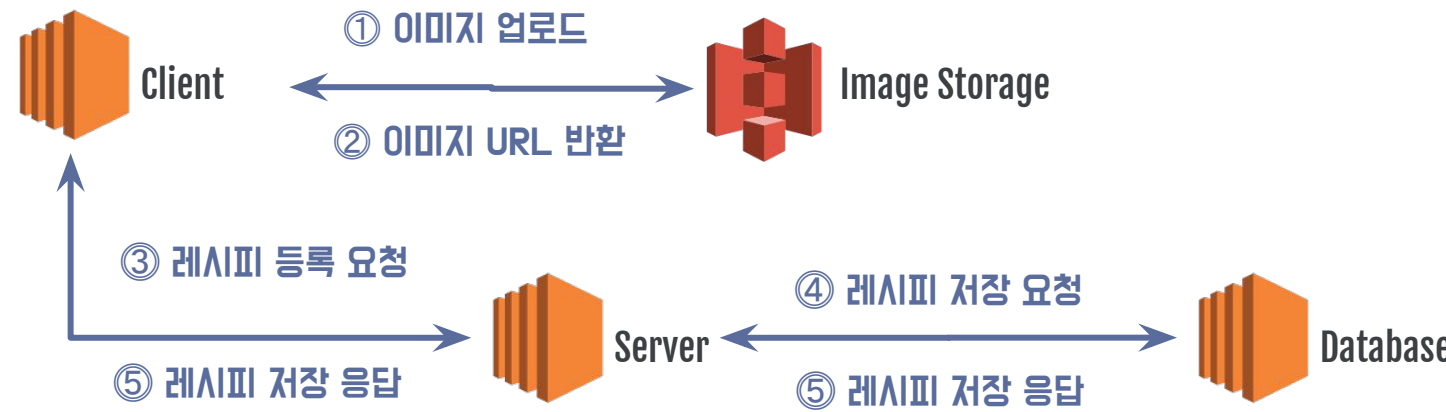 ① 이미지 업로드
Client
Image Storage
② 이미지 URL 반환
③ 레시피 등록 요청
④ 레시피 저장 요청
Server
Database
⑤ 레시피 저장 응답
⑤ 레시피 저장 응답